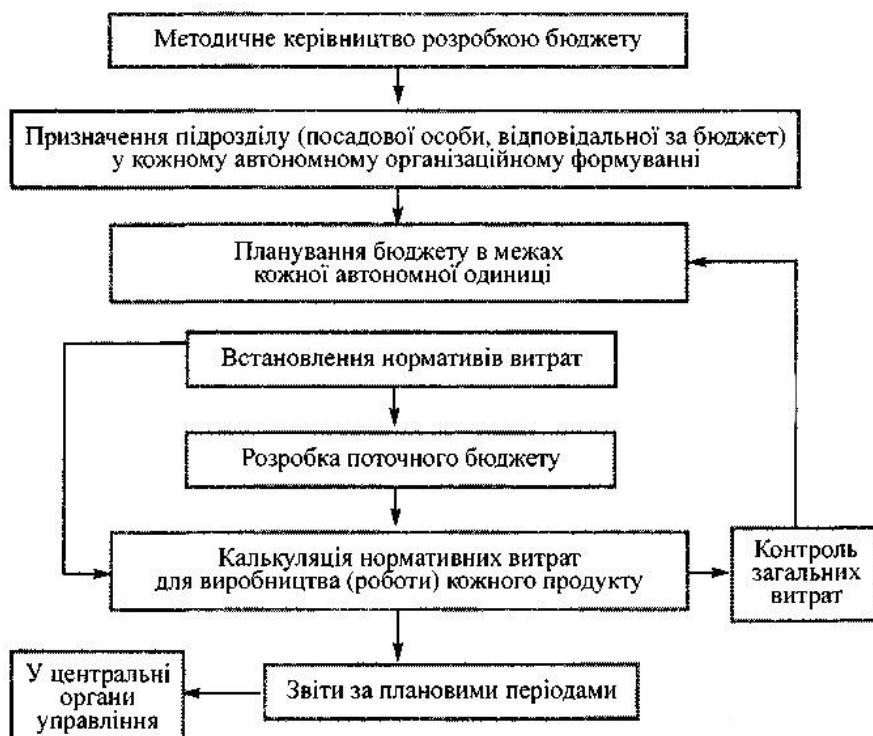 Методичне керівництво розробкою бюджету
Призначення підрозділу (посадової особи, відповідальної за бюджет)
у кожному автономному організаційному формуванні
Планування бюджету в межах
кожної автономної одиниці
Встановлення нормативів витрат
Розробка поточного бюджету
Калькуляція нормативних витрат
для виробництва (роботи) кожного продукту
Контроль
загальних
витрат
Звіти за плановими періодами
У центральні
органи
управління